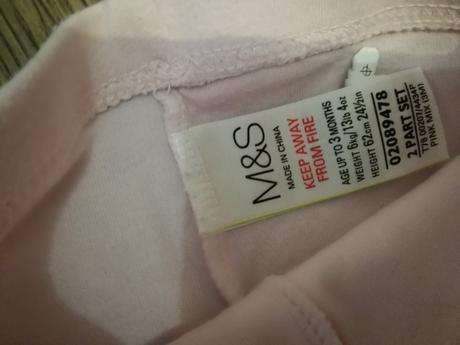 M&S
MADE IN CHINA
KEEP AWAY
FROM FIRE
AGE UP TO 3 MONTHS
WEIGHT 6kg/13lb 4oz
HEIGHT 62cm 24½in
02089478
2 PART SET
PINK MIX (3M)